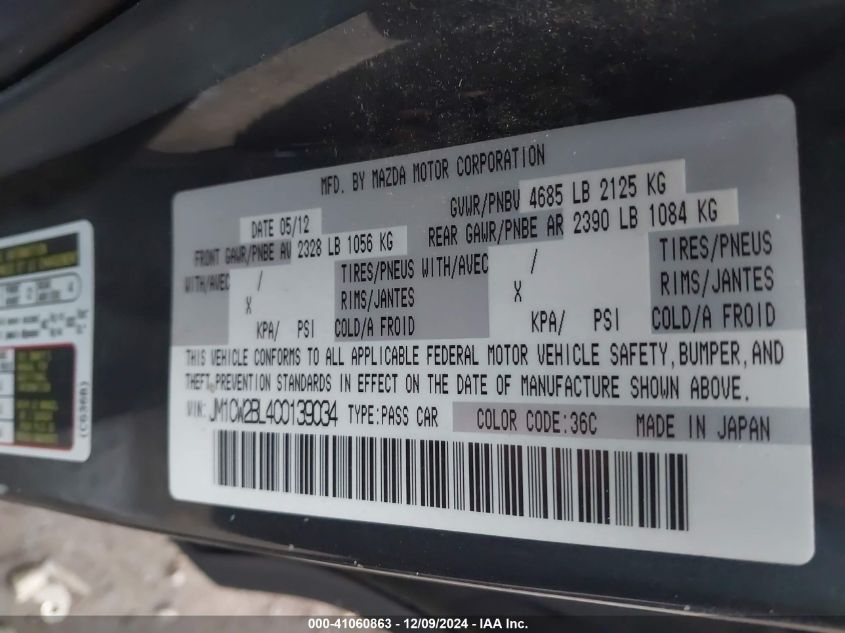 MFD. BY MAZDA MOTOR CORPORATION
DATE 05/12 GVWR/PNBV 4685 LB 2125 KG
FRONT GAWR/PNBE AV 2328 LB 1056 KG REAR GAWR/PNBE AR 2390 LB 1084 KG
WITH/AVEC / TIRES/PNEUS WITH/AVEC / TIRES/PNEUS
X RIMS/JANTES X RIMS/JANTES
KPA/ PSI COLD/A FROID KPA/ PSI COLD/A FROID
THIS VEHICLE CONFORMS TO ALL APPLICABLE FEDERAL MOTOR VEHICLE SAFETY, BUMPER, AND
THEFT PREVENTION STANDARDS IN EFFECT ON THE DATE OF MANUFACTURE SHOWN ABOVE.
VIN: JM1CW2BL4C0139034 TYPE:PASS CAR COLOR CODE:36C MADE IN JAPAN
(C636B)
000-41060863 - 12/09/2024 - IAA Inc.